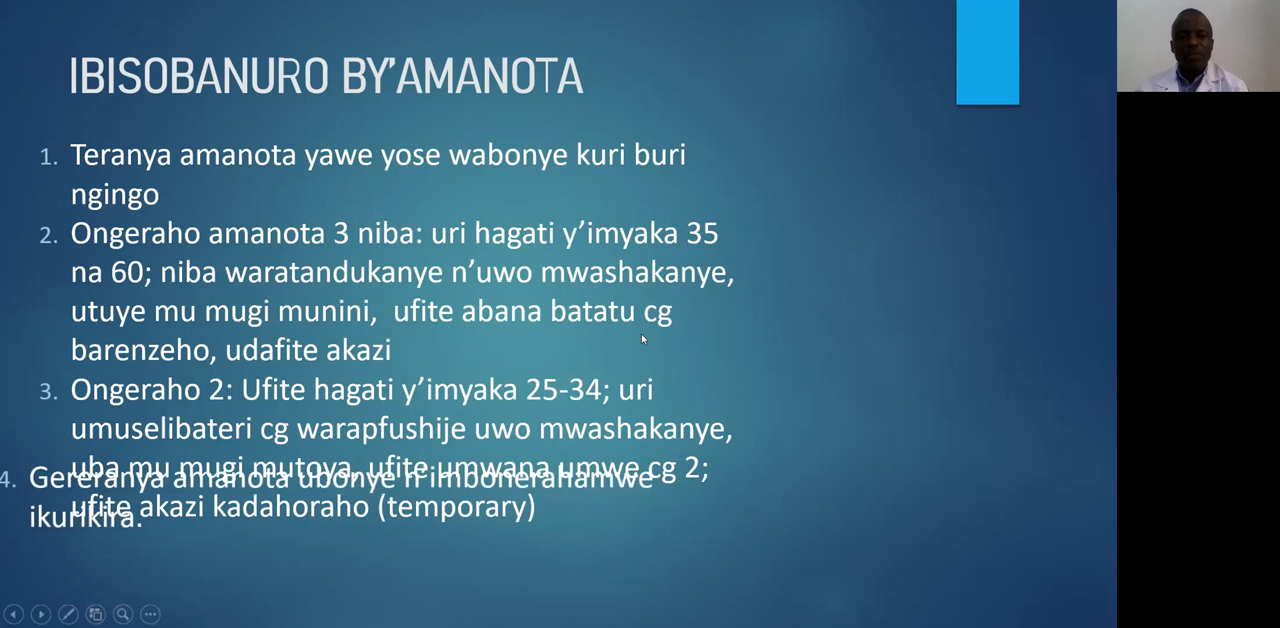 IBISOBANURO BY’AMANOTA
1. Teranya amanota yawe yose wabonye kuri buri
ngingo
2. Ongeraho amanota 3 niba: uri hagati y’imyaka 35
na 60; niba waratandukanye n’uwo mwashakanye,
utuye mu mugi munini, ufite abana batatu cg
barenzeho, udafite akazi
3. Ongeraho 2: Ufite hagati y’imyaka 25-34; uri
umuselibateri cg warapfushije uwo mwashakanye,
uba mu mugi mutoya, ufite umwana umwe cg 2;
ufite akazi kadahoraho (temporary)
4. Gereranya amanota ubonye n’imbonerahamwe
ikurikira.